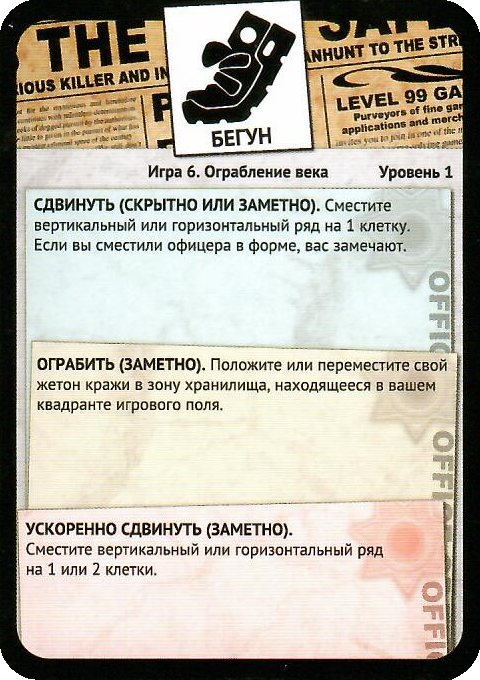 THE SAFE
IOUS KILLER AND IN
ANHUNT TO THE STR
LEVEL 99 GA
Purveyors of fine gam
applications and merch
БЕГУН
Игра 6. Ограбление века Уровень 1
СДВИНУТЬ (СКРЫТНО ИЛИ ЗАМЕТНО). Сместите
вертикальный или горизонтальный ряд на 1 клетку.
Если вы сместили офицера в форме, вас замечают.
OFFIC
ОГРАБИТЬ (ЗАМЕТНО). Положите или переместите свой
жетон кражи в зону хранилища, находящееся в вашем
квадранте игрового поля.
OFFIC
УСКОРЕННО СДВИНУТЬ (ЗАМЕТНО).
Сместите вертикальный или горизонтальный ряд
на 1 или 2 клетки.
OFFIC